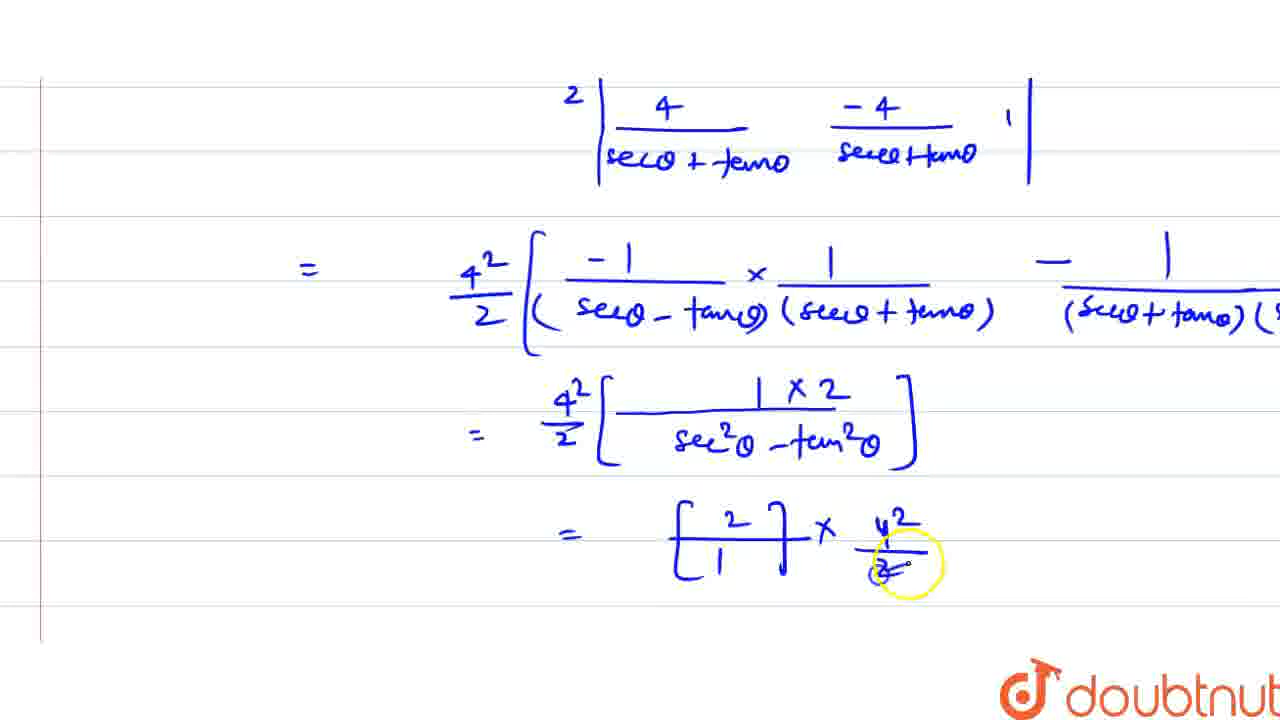 2 | 4/(secθ + tanθ)   -4/(secθ + tanθ)   1 |
= 4²/2 [ -1/(secθ - tanθ) × 1/(secθ + tanθ) - 1/(secθ + tanθ)(
= 4²/2 [ 1 × 2/(sec²θ - tan²θ) ]
= [ 2/1 ] × 4²/2
doubtnut